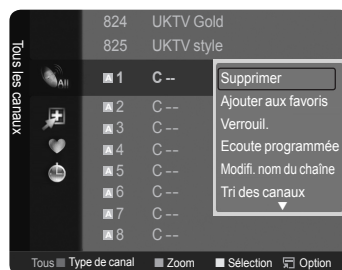 Tous les canaux
824 UKTV Gold
825 UKTV style
All
A 1 C --
A 2 C --
A 3 C --
A 4 C --
A 5 C --
A 6 C --
A 7 C --
A 8 C --
Supprimer
Ajouter aux favoris
Verrouil.
Ecoute programmée
Modifi. nom du chaîne
Tri des canaux
Tous Type de canal Zoom Sélection Option